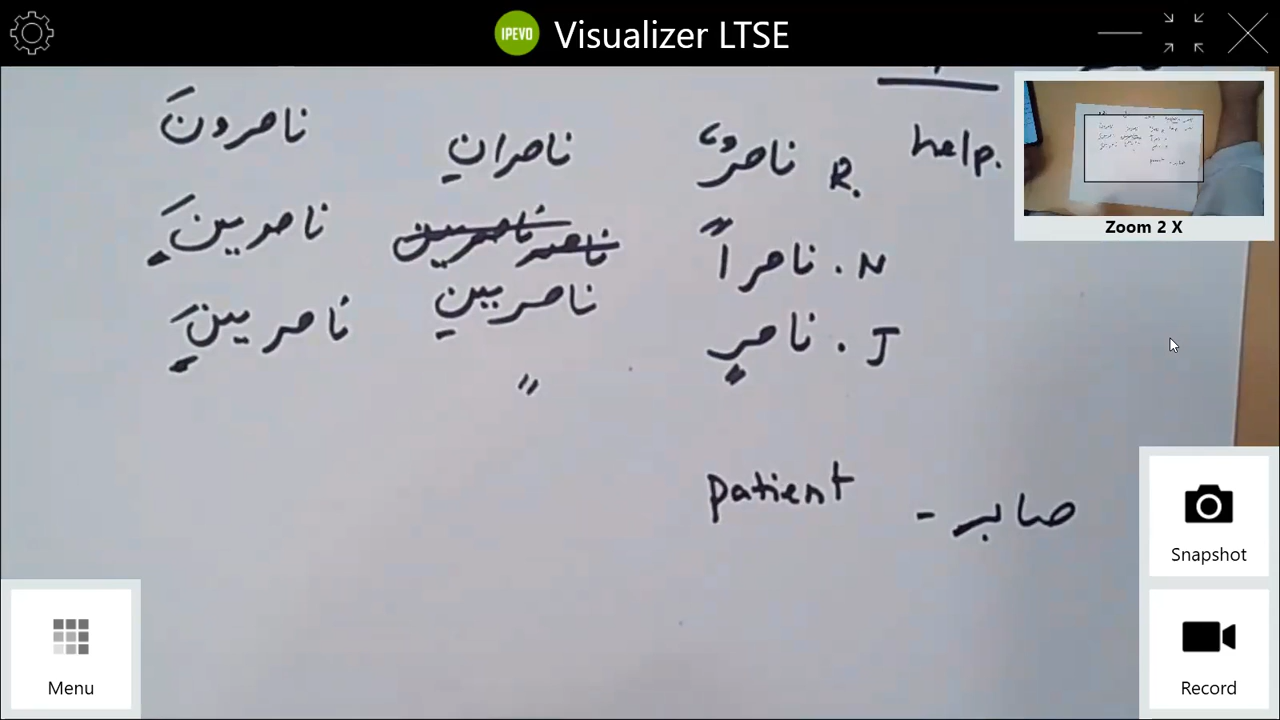 IPEVO Visualizer LTSE
help. R. ناصرٌ ناصرانِ ناصرونَ
N. ناصراً ناصرين ناصرينَ
ناصرينِ
J. ناصرٍ " ناصرينَ
صابر - patient
Zoom 2 X
Snapshot
Menu
Record